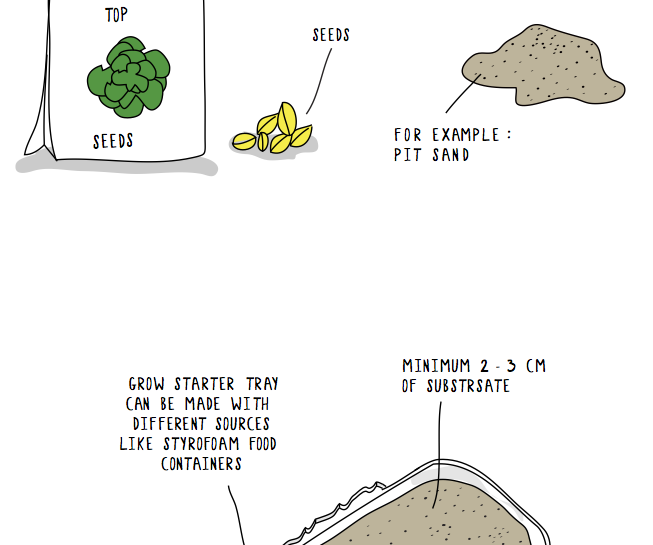 TOP
SEEDS
SEEDS
FOR EXAMPLE :
PIT SAND
GROW STARTER TRAY
CAN BE MADE WITH
DIFFERENT SOURCES
LIKE STYROFOAM FOOD
CONTAINERS
MINIMUM 2 - 3 CM
OF SUBSTRSATE